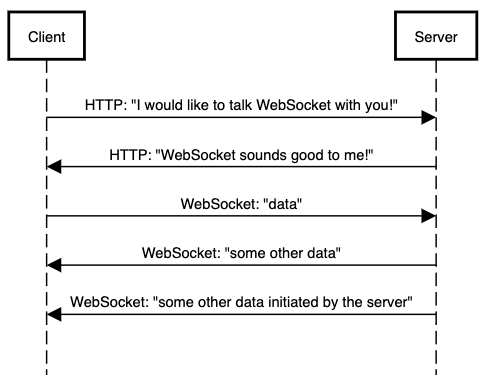 Client
Server
HTTP: "I would like to talk WebSocket with you!"
HTTP: "WebSocket sounds good to me!"
WebSocket: "data"
WebSocket: "some other data"
WebSocket: "some other data initiated by the server"